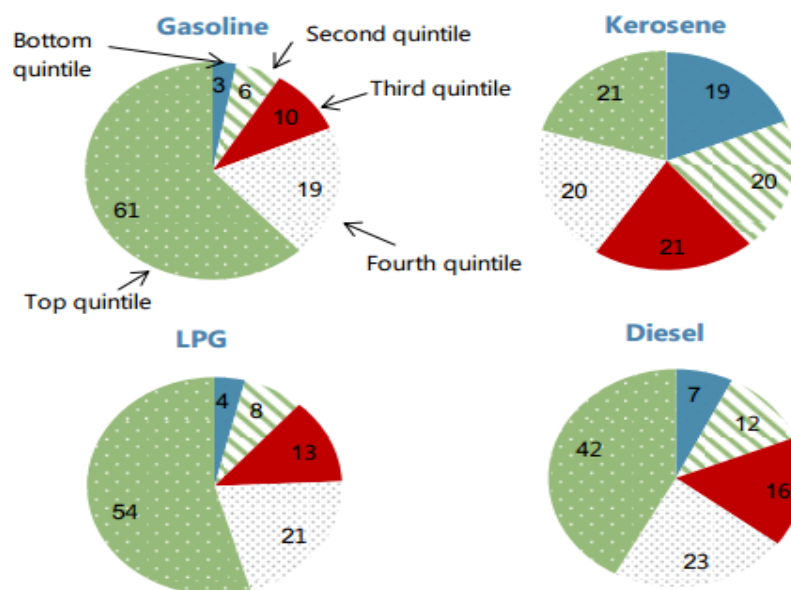 Gasoline
Bottom
quintile
Second quintile
Third quintile
3
6
10
19
61
Fourth quintile
Top quintile
Kerosene
21
19
20
20
21
LPG
4
8
13
21
54
Diesel
7
12
16
23
42